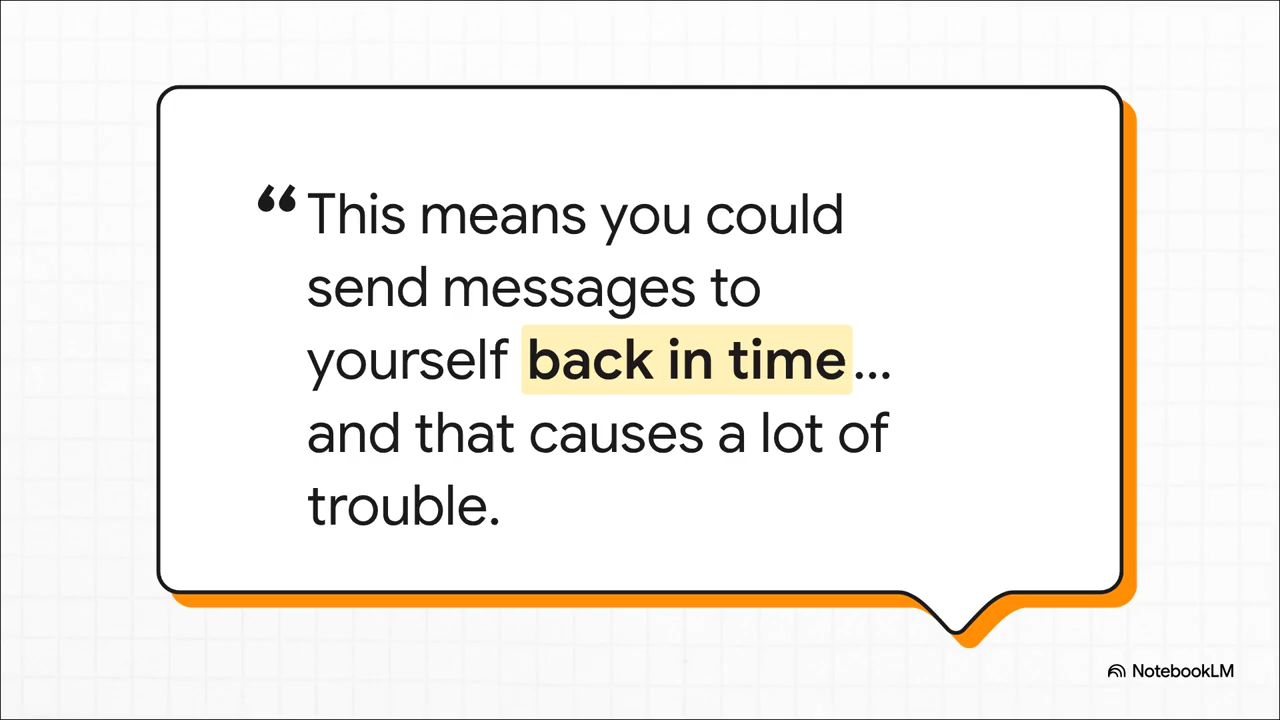 “This means you could
send messages to
yourself back in time...
and that causes a lot of
trouble.
NotebookLM